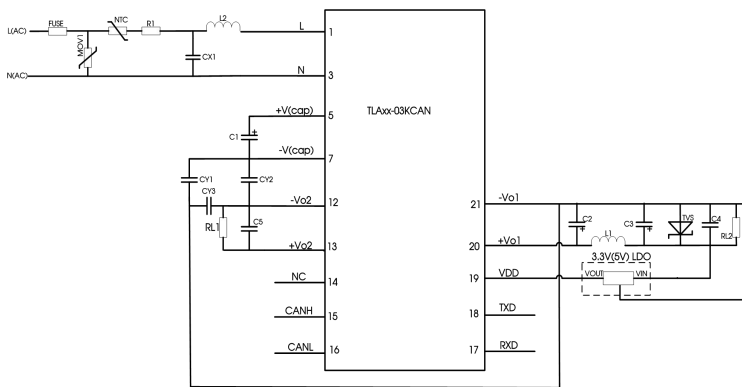 L2
FUSE
NTC
R1
L(AC)
L
1
MOV1
CX1
N
3
N(AC)
+V(cap)
5
TLAxx-03KCAN
C1
-V(cap)
7
CY1
CY2
CY3
-Vo2
12
21
-Vo1
RL1
C5
C2
C3
TVS
C4
RL2
+Vo2
13
20
+Vo1
L1
3.3V(5V) LDO
NC
14
19
VDD
VOUT
VIN
CANH
15
18
TXD
CANL
16
17
RXD